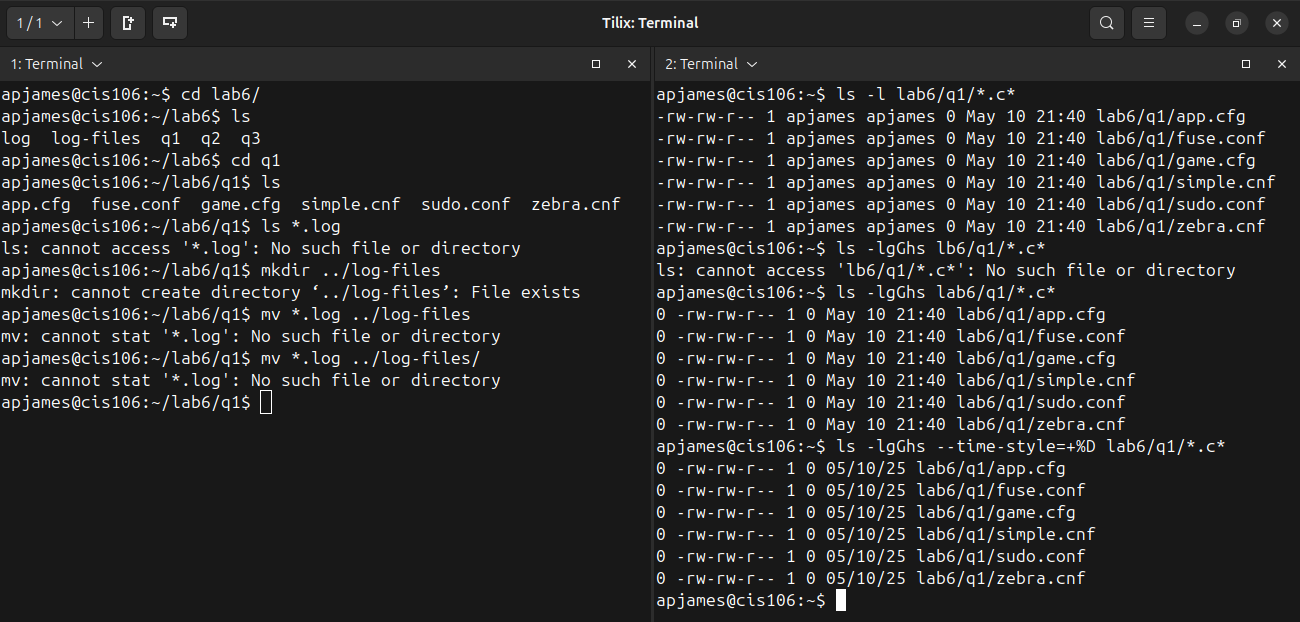 1 / 1
Tilix: Terminal
1: Terminal
apjames@cis106:~$ cd lab6/
apjames@cis106:~/lab6$ ls
log  log-files  q1  q2  q3
apjames@cis106:~/lab6$ cd q1
apjames@cis106:~/lab6/q1$ ls
app.cfg  fuse.conf  game.cfg  simple.cnf  sudo.conf  zebra.cnf
apjames@cis106:~/lab6/q1$ ls *.log
ls: cannot access '*.log': No such file or directory
apjames@cis106:~/lab6/q1$ mkdir ../log-files
mkdir: cannot create directory ‘../log-files’: File exists
apjames@cis106:~/lab6/q1$ mv *.log ../log-files
mv: cannot stat '*.log': No such file or directory
apjames@cis106:~/lab6/q1$ mv *.log ../log-files/
mv: cannot stat '*.log': No such file or directory
apjames@cis106:~/lab6/q1$
2: Terminal
apjames@cis106:~$ ls -l lab6/q1/*.c*
-rw-rw-r-- 1 apjames apjames 0 May 10 21:40 lab6/q1/app.cfg
-rw-rw-r-- 1 apjames apjames 0 May 10 21:40 lab6/q1/fuse.conf
-rw-rw-r-- 1 apjames apjames 0 May 10 21:40 lab6/q1/game.cfg
-rw-rw-r-- 1 apjames apjames 0 May 10 21:40 lab6/q1/simple.cnf
-rw-rw-r-- 1 apjames apjames 0 May 10 21:40 lab6/q1/sudo.conf
-rw-rw-r-- 1 apjames apjames 0 May 10 21:40 lab6/q1/zebra.cnf
apjames@cis106:~$ ls -lgGhs lb6/q1/*.c*
ls: cannot access 'lb6/q1/*.c*': No such file or directory
apjames@cis106:~$ ls -lgGhs lab6/q1/*.c*
0 -rw-rw-r-- 1 0 May 10 21:40 lab6/q1/app.cfg
0 -rw-rw-r-- 1 0 May 10 21:40 lab6/q1/fuse.conf
0 -rw-rw-r-- 1 0 May 10 21:40 lab6/q1/game.cfg
0 -rw-rw-r-- 1 0 May 10 21:40 lab6/q1/simple.cnf
0 -rw-rw-r-- 1 0 May 10 21:40 lab6/q1/sudo.conf
0 -rw-rw-r-- 1 0 May 10 21:40 lab6/q1/zebra.cnf
apjames@cis106:~$ ls -lgGhs --time-style=+%D lab6/q1/*.c*
0 -rw-rw-r-- 1 0 05/10/25 lab6/q1/app.cfg
0 -rw-rw-r-- 1 0 05/10/25 lab6/q1/fuse.conf
0 -rw-rw-r-- 1 0 05/10/25 lab6/q1/game.cfg
0 -rw-rw-r-- 1 0 05/10/25 lab6/q1/simple.cnf
0 -rw-rw-r-- 1 0 05/10/25 lab6/q1/sudo.conf
0 -rw-rw-r-- 1 0 05/10/25 lab6/q1/zebra.cnf
apjames@cis106:~$